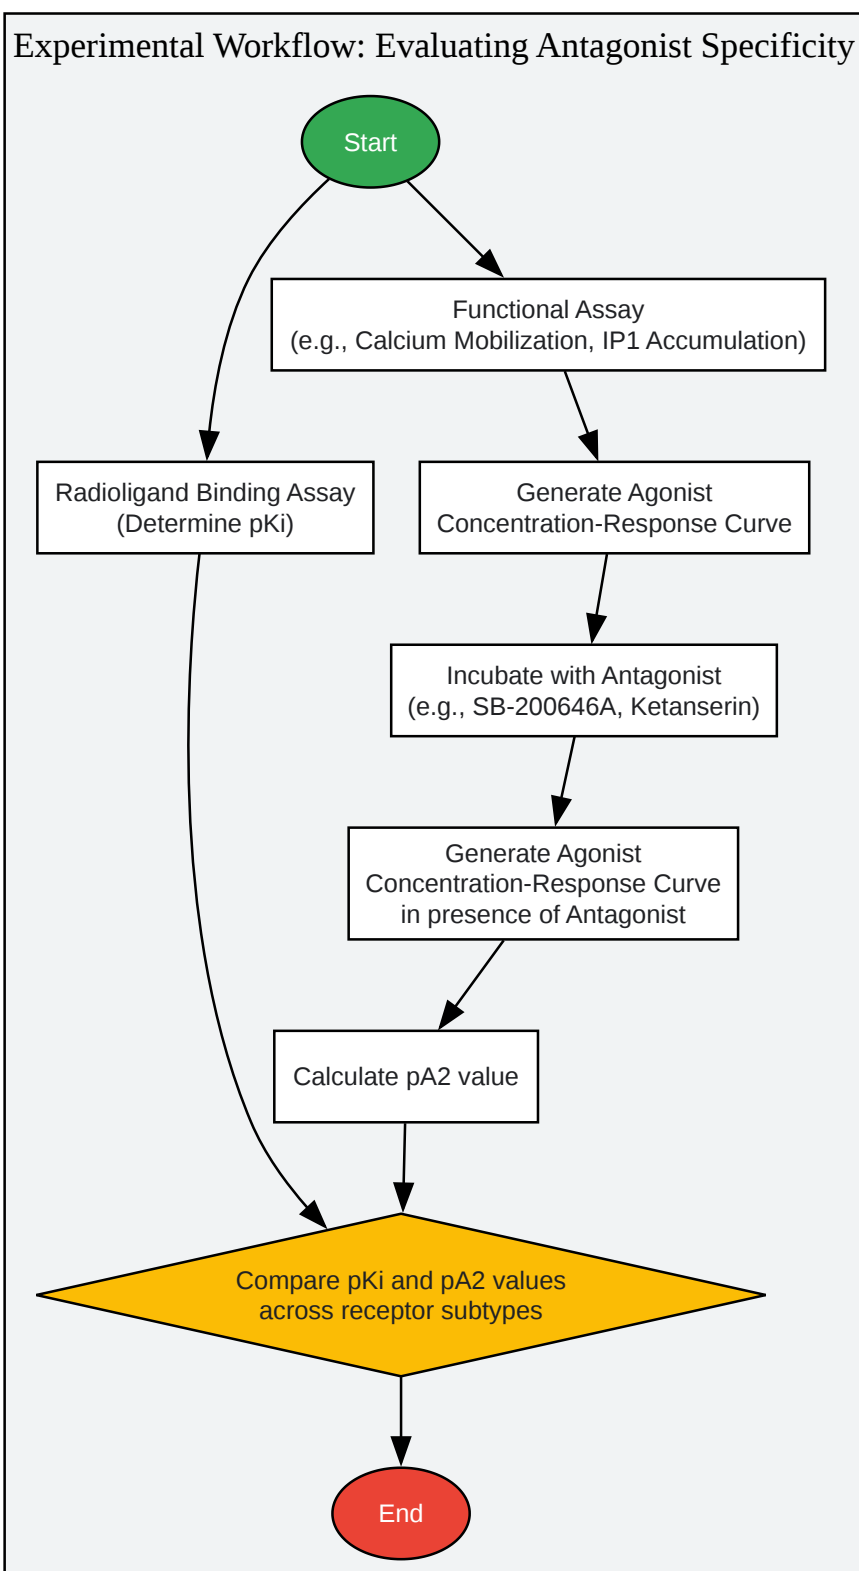 Experimental Workflow: Evaluating Antagonist Specificity
Start
Functional Assay
(e.g., Calcium Mobilization, IP1 Accumulation)
Radioligand Binding Assay
(Determine pKi)
Generate Agonist
Concentration-Response Curve
Incubate with Antagonist
(e.g., SB-200646A, Ketanserin)
Generate Agonist
Concentration-Response Curve
in presence of Antagonist
Calculate pA2 value
Compare pKi and pA2 values
across receptor subtypes
End